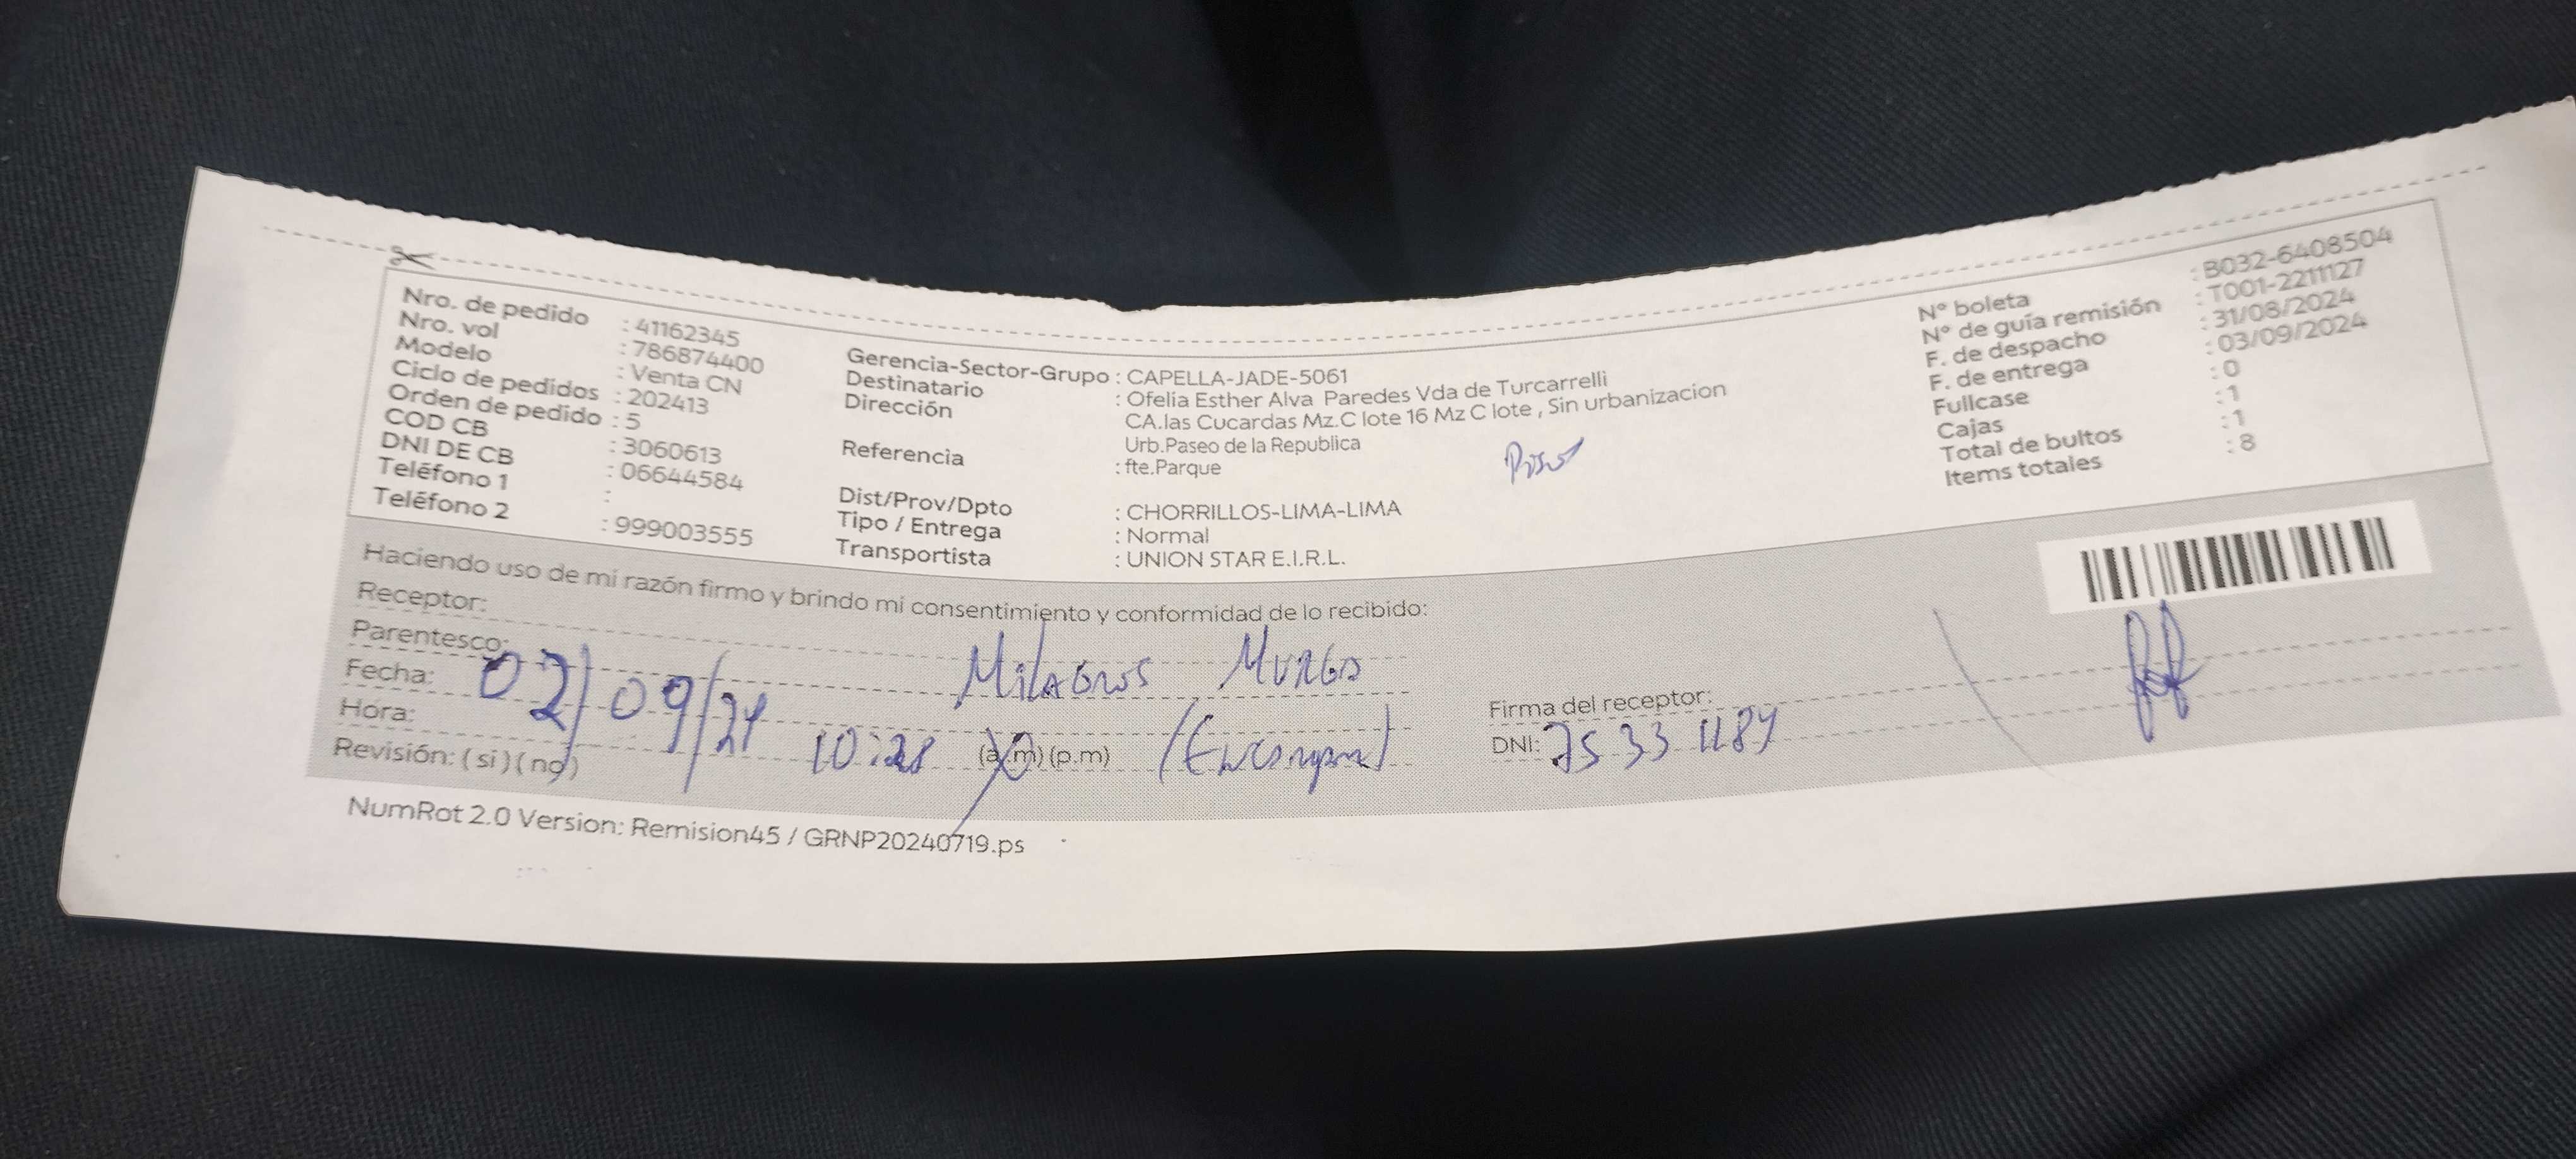 Nro. de pedido : 41162345
Nro. vol : 786874400
Modelo : Venta CN
Ciclo de pedidos : 202413
Orden de pedido : 5
COD CB : 3060613
DNI DE CB : 06644584
Teléfono 1 :
Teléfono 2 : 999003555
Gerencia-Sector-Grupo : CAPELLA-JADE-5061
Destinatario : Ofelia Esther Alva Paredes Vda de Turcarrelli
Dirección CA.las Cucardas Mz.C lote 16 Mz C lote , Sin urbanizacion
Urb.Paseo de la Republica
Referencia : fte.Parque
Dist/Prov/Dpto : CHORRILLOS-LIMA-LIMA
Tipo / Entrega : Normal
Transportista : UNION STAR E.I.R.L.
N° boleta : B032-6408504
N° de guía remisión : T001-2211127
F. de despacho : 31/08/2024
F. de entrega : 03/09/2024
Fullcase : 0
Cajas : 1
Total de bultos : 1
Items totales : 8
Haciendo uso de mi razón firmo y brindo mi consentimiento y conformidad de lo recibido:
Receptor:
Parentesco: Milagros
Fecha: 02/09/24
Hora: 10:28 (a.m) (p.m)
Revisión: ( si ) ( no )
Firma del receptor:
DNI: 75 33 1184
NumRot 2.0 Version: Remision45 / GRNP20240719.ps